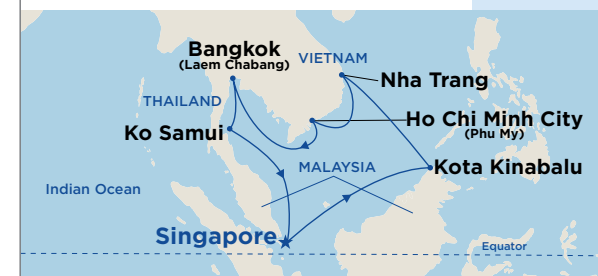 Bangkok
(Laem Chabang)
VIETNAM
Nha Trang
THAILAND
Ho Chi Minh City
(Phu My)
Ko Samui
MALAYSIA
Kota Kinabalu
Indian Ocean
Singapore
Equator